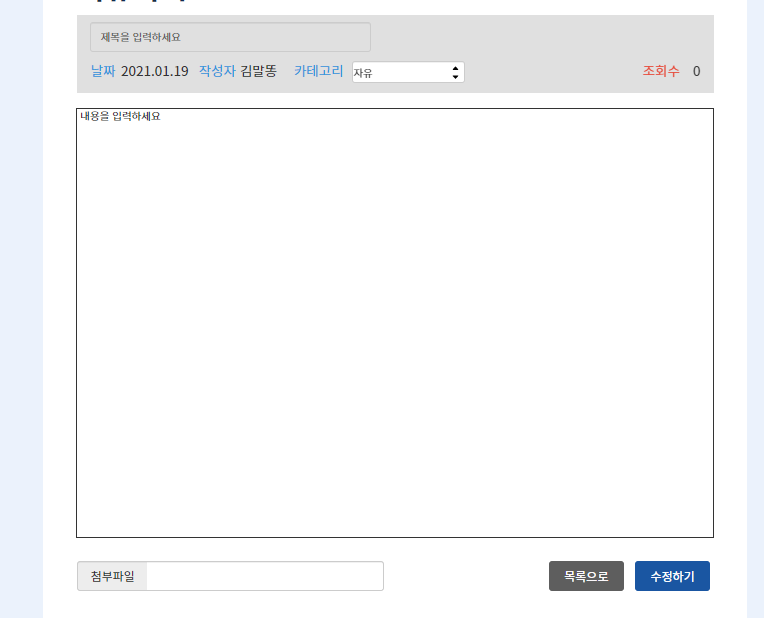 제목을 입력하세요
날짜 2021.01.19 작성자 김말똥 카테고리 자유 조회수 0
내용을 입력하세요
첨부파일 목록으로 수정하기